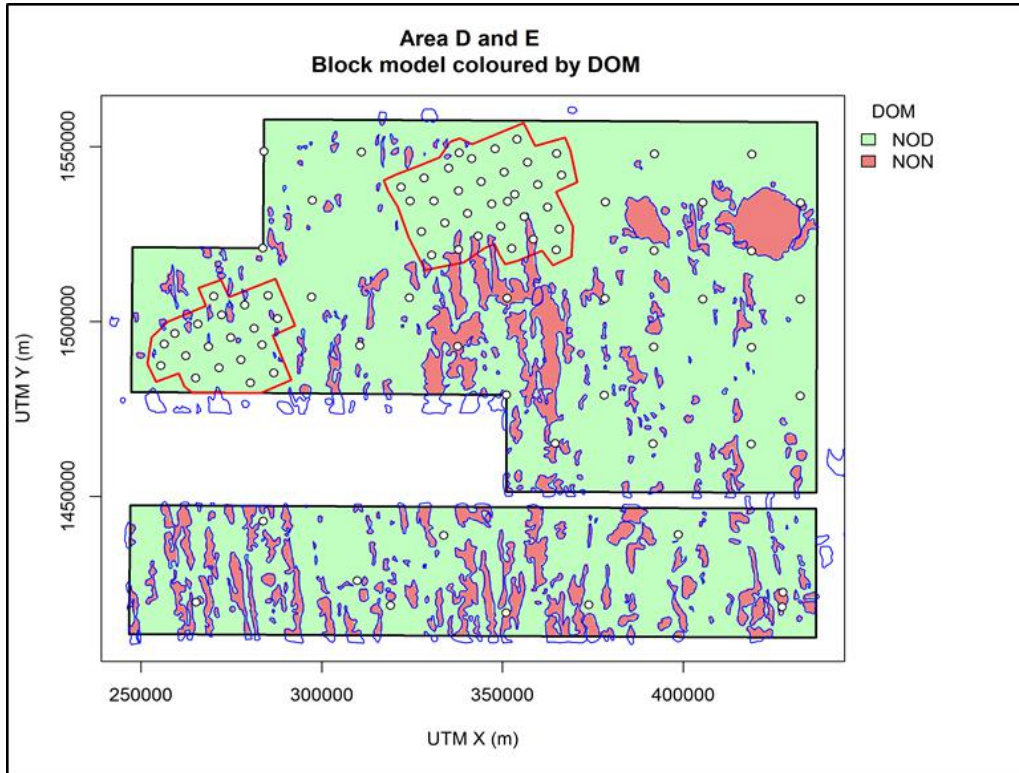 Area D and E
Block model coloured by DOM
DOM
NOD
NON
UTM Y (m)
1550000
1500000
1450000
250000 300000 350000 400000
UTM X (m)